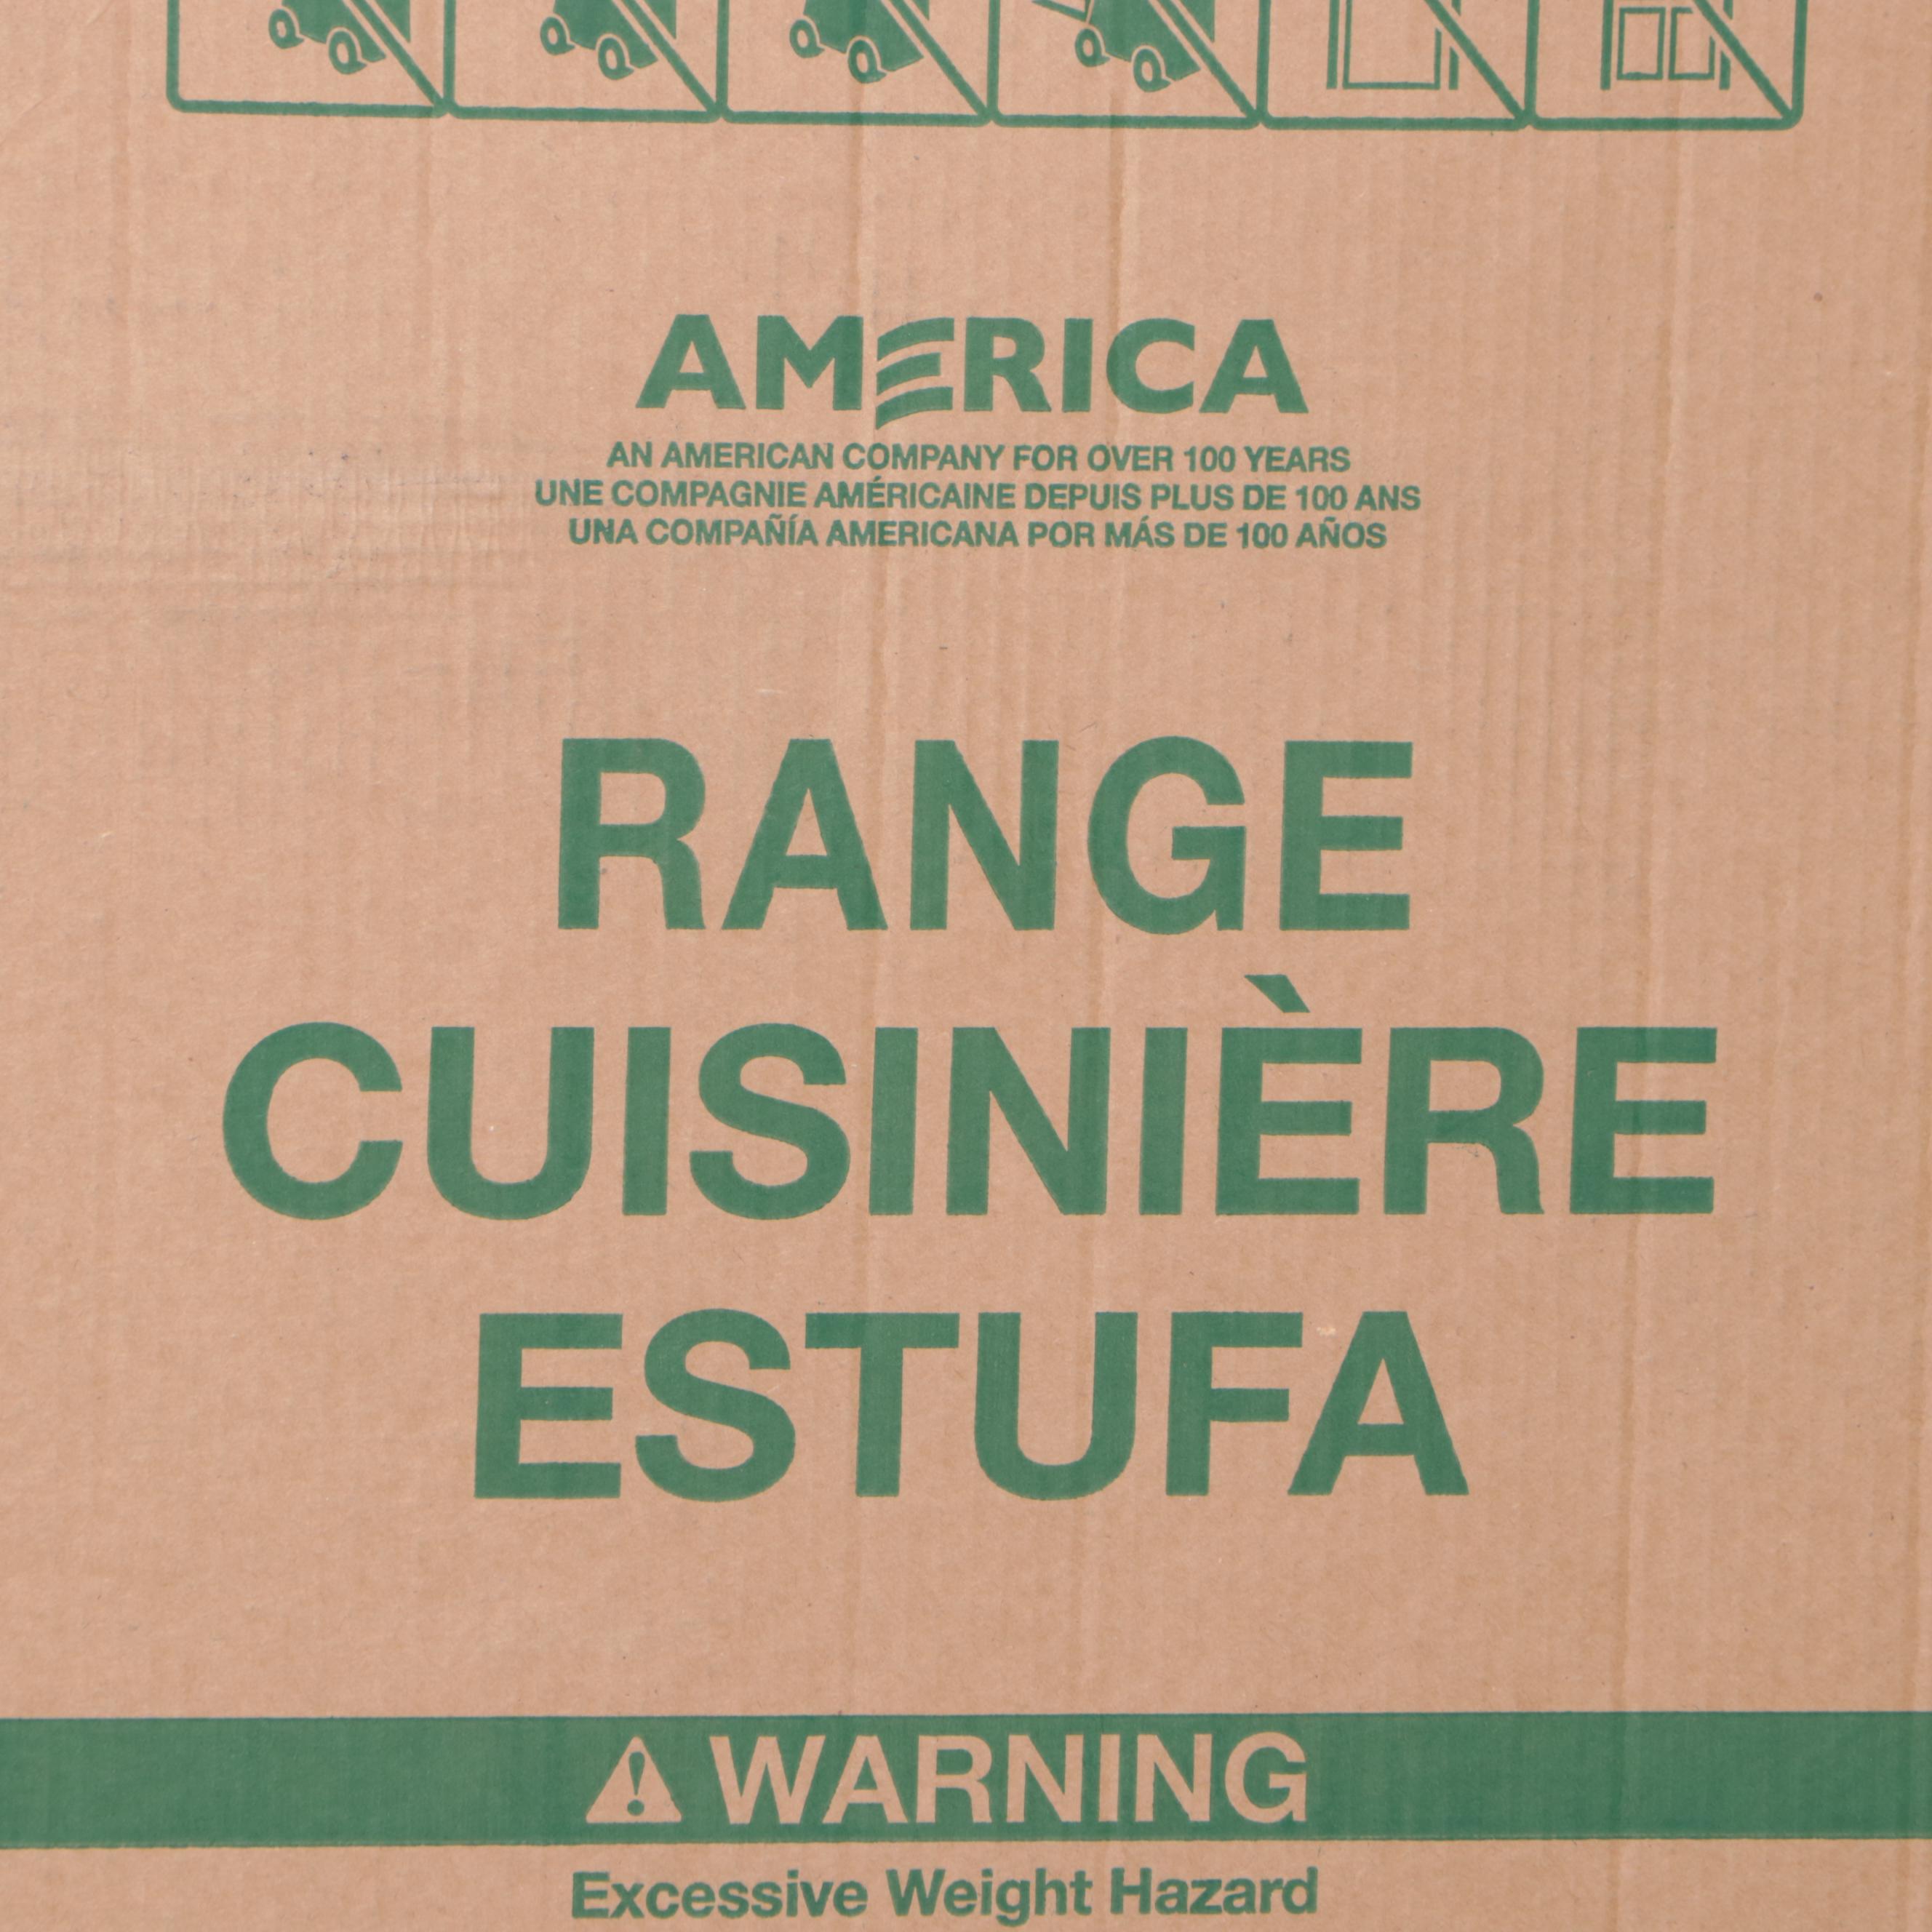 AMERICA
AN AMERICAN COMPANY FOR OVER 100 YEARS
UNE COMPAGNIE AMÉRICAINE DEPUIS PLUS DE 100 ANS
UNA COMPAÑÍA AMERICANA POR MÁS DE 100 AÑOS
RANGE
CUISINIÈRE
ESTUFA
WARNING
Excessive Weight Hazard